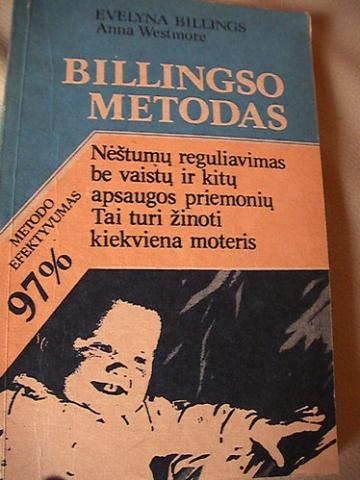 EVELYNA BILLINGS
Anna Westmore
BILLINGSO
METODAS
Nėštumų reguliavimas
be vaistų ir kitų
apsaugos priemonių
Tai turi žinoti
kiekviena moteris
METODO
EFEKTYVUMAS
97%